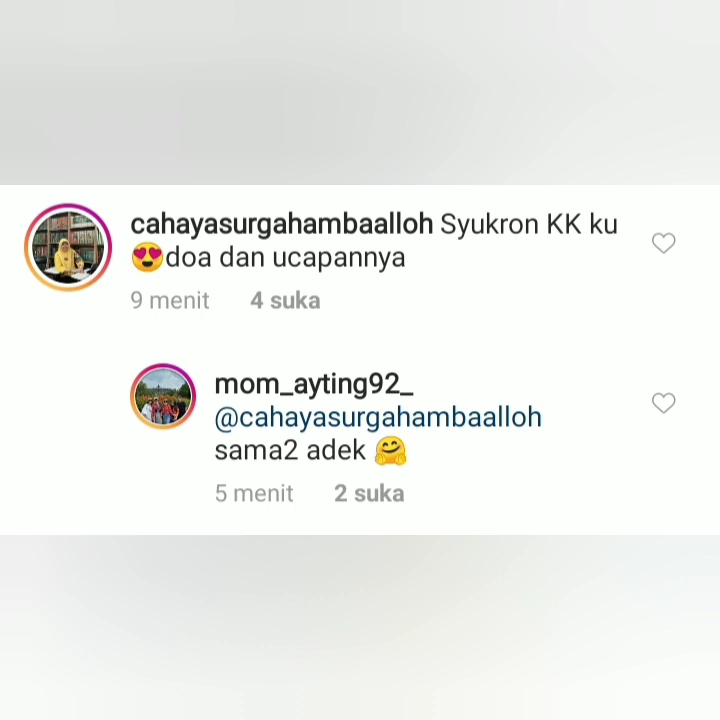 cahayasurgahambaalloh Syukron KK ku
😍doa dan ucapannya
9 menit 4 suka
mom_ayting92_
@cahayasurgahambaalloh
sama2 adek 🤗
5 menit 2 suka